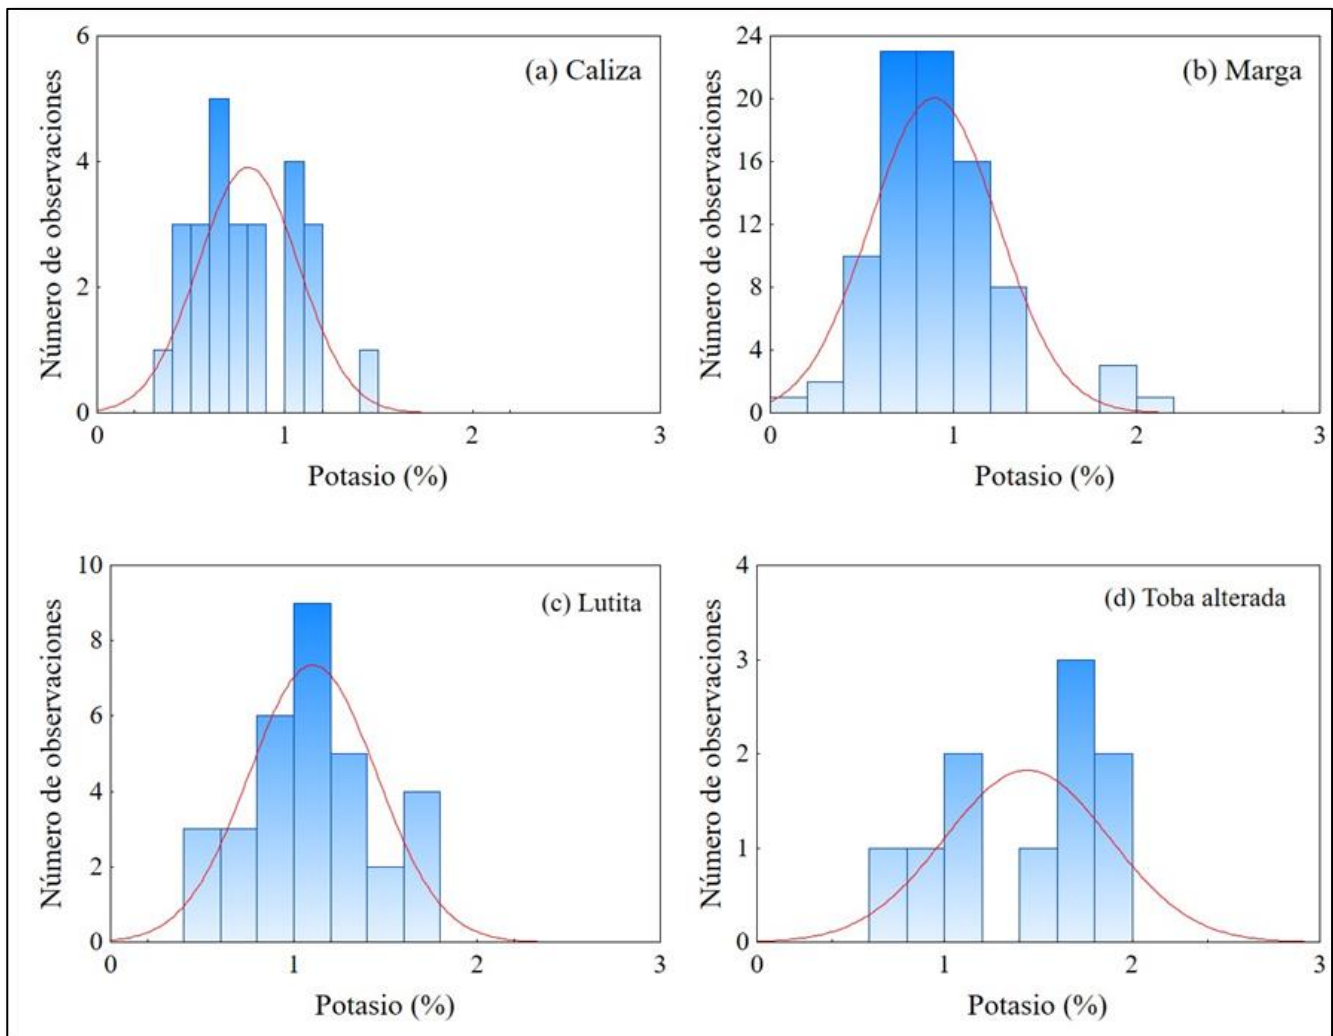 6
4
2
0
Número de observaciones
(a) Caliza
0 1 2 3
Potasio (%)
24
20
16
12
8
4
0
Número de observaciones
(b) Marga
0 1 2 3
Potasio (%)
10
8
6
4
2
0
Número de observaciones
(c) Lutita
0 1 2 3
Potasio (%)
4
3
2
1
0
Número de observaciones
(d) Toba alterada
0 1 2 3
Potasio (%)